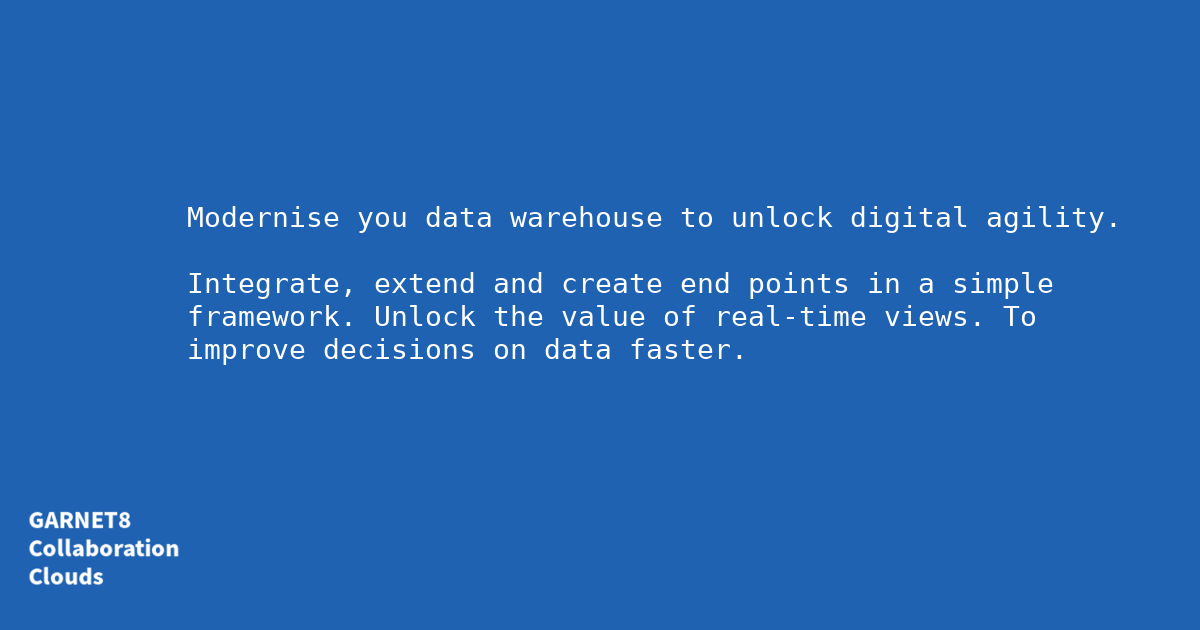 Modernise you data warehouse to unlock digital agility.
Integrate, extend and create end points in a simple
framework. Unlock the value of real-time views. To
improve decisions on data faster.
GARNET8
Collaboration
Clouds